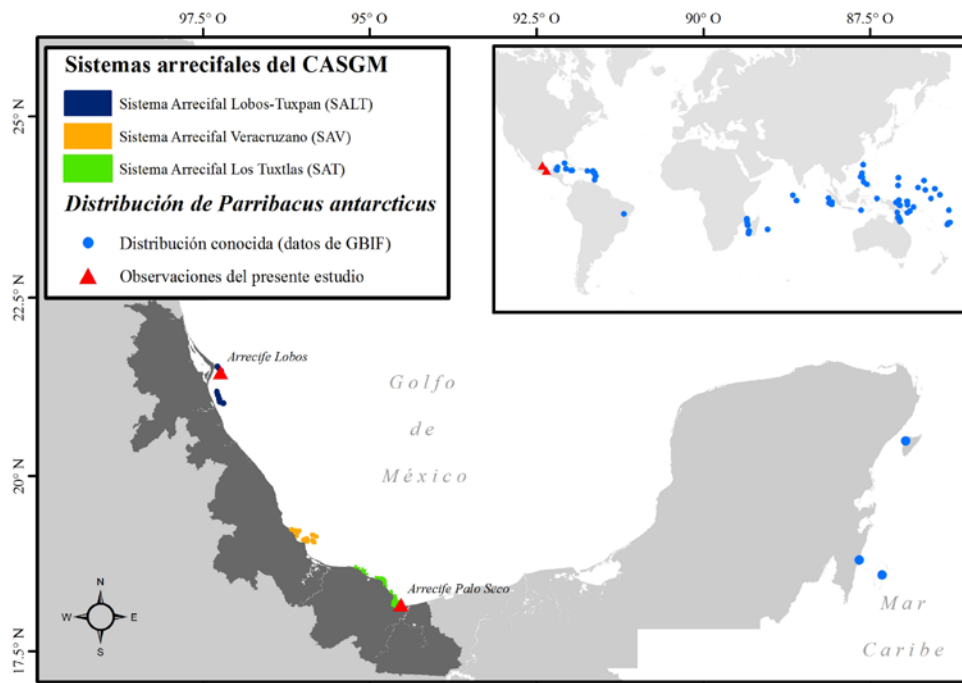 97.5° O
95° O
92.5° O
90° O
87.5° O
Sistemas arrecifales del CASGM
Sistema Arrecifal Lobos-Tuxpan (SALT)
Sistema Arrecifal Veracruzano (SAV)
Sistema Arrecifal Los Tuxtlas (SAT)
Distribución de Parribacus antarcticus
Distribución conocida (datos de GBIF)
Observaciones del presente estudio
25° N
22.5° N
20° N
17.5° N
Arrecife Lobos
Golfo
de
México
Arrecife Palo Seco
Mar
Caribe
N
W
E
S